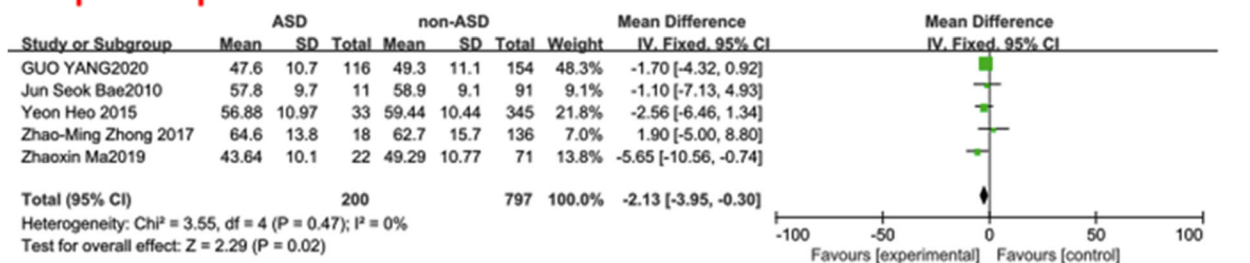 ASD non-ASD Mean Difference Mean Difference
Study or Subgroup Mean SD Total Mean SD Total Weight IV, Fixed, 95% CI IV, Fixed, 95% CI
GUO YANG2020 47.6 10.7 116 49.3 11.1 154 48.3% -1.70 [-4.32, 0.92]
Jun Seok Bae2010 57.8 9.7 11 58.9 9.1 91 9.1% -1.10 [-7.13, 4.93]
Yeon Heo 2015 56.88 10.97 33 59.44 10.44 345 21.8% -2.56 [-6.46, 1.34]
Zhao-Ming Zhong 2017 64.6 13.8 18 62.7 15.7 136 7.0% 1.90 [-5.00, 8.80]
Zhaoxin Ma2019 43.64 10.1 22 49.29 10.77 71 13.8% -5.65 [-10.56, -0.74]
Total (95% CI) 200 797 100.0% -2.13 [-3.95, -0.30]
Heterogeneity: Chi² = 3.55, df = 4 (P = 0.47); I² = 0%
Test for overall effect: Z = 2.29 (P = 0.02)
-100 -50 0 50 100
Favours [experimental] Favours [control]